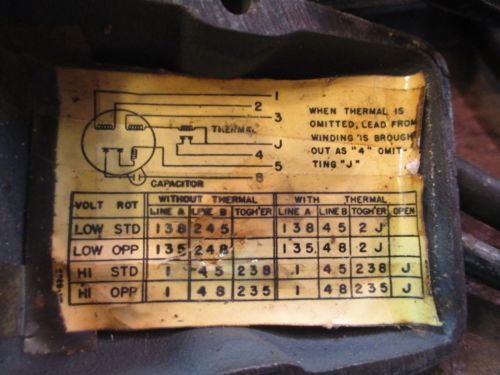 1
2
3
THERMAL
J
4
5
8
CAPACITOR
WHEN THERMAL IS
OMITTED, LEAD FROM
WINDING IS BROUGHT
OUT AS "4" OMIT-
TING "J"
VOLT ROT WITHOUT THERMAL WITH THERMAL
LINE A LINE B TOGH'ER LINE A LINE B TOGH'ER OPEN
LOW STD 138 245 138 45 2J
LOW OPP 135 248 135 48 2J
HI STD 1 45 238 1 45 238 J
HI OPP 1 48 235 1 48 235 J